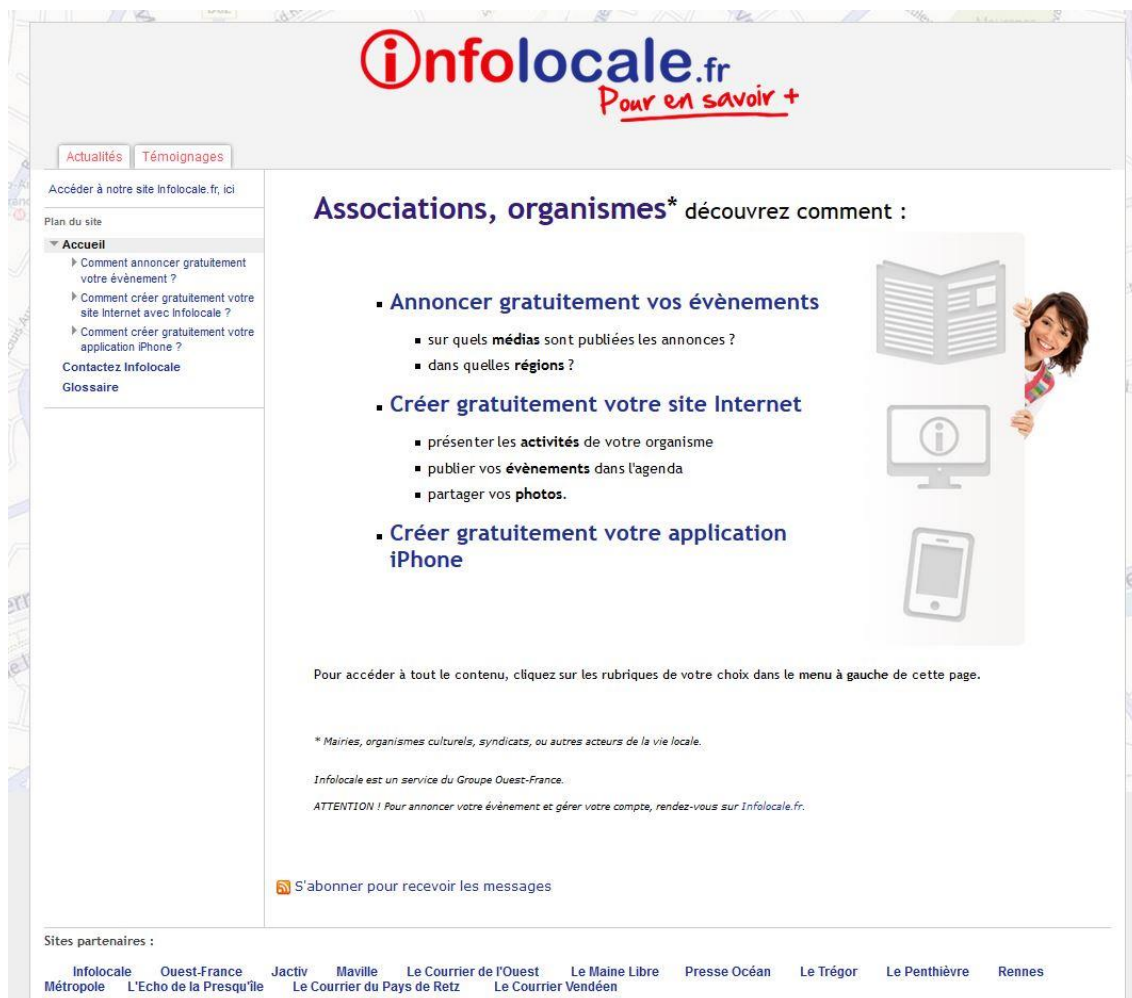 infolocale.fr
Pour en savoir +
Actualités Témoignages
Accéder à notre site Infolocale.fr, ici
Plan du site
Accueil
Comment annoncer gratuitement
votre évènement ?
Comment créer gratuitement votre
site Internet avec Infolocale ?
Comment créer gratuitement votre
application iPhone ?
Contactez Infolocale
Glossaire
Associations, organismes* découvrez comment :
Annoncer gratuitement vos évènements
sur quels médias sont publiées les annonces ?
dans quelles régions ?
Créer gratuitement votre site Internet
présenter les activités de votre organisme
publier vos évènements dans l'agenda
partager vos photos.
Créer gratuitement votre application
iPhone
Pour accéder à tout le contenu, cliquez sur les rubriques de votre choix dans le menu à gauche de cette page.
* Mairies, organismes culturels, syndicats, ou autres acteurs de la vie locale.
Infolocale est un service du Groupe Ouest-France.
ATTENTION ! Pour annoncer votre évènement et gérer votre compte, rendez-vous sur Infolocale.fr.
S'abonner pour recevoir les messages
Sites partenaires :
Infolocale Ouest-France Jactiv Maville Le Courrier de l'Ouest Le Maine Libre Presse Océan Le Trégor Le Penthièvre Rennes
Métropole L'Echo de la Presqu'île Le Courrier du Pays de Retz Le Courrier Vendéen